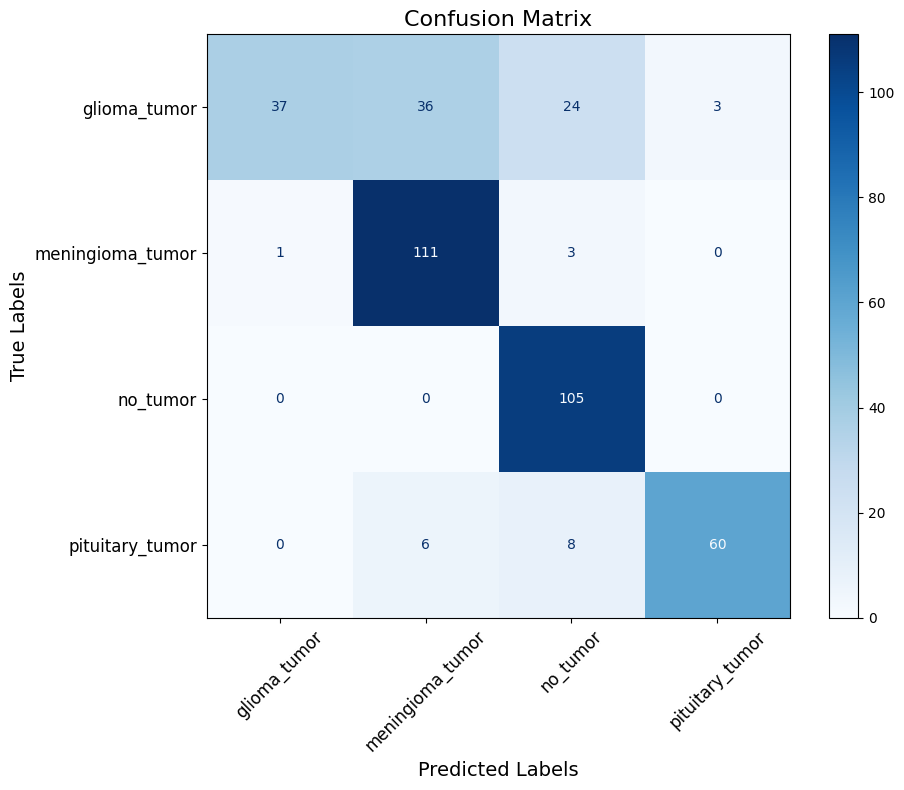 Confusion Matrix
True Labels
glioma_tumor 37 36 24 3
meningioma_tumor 1 111 3 0
no_tumor 0 0 105 0
pituitary_tumor 0 6 8 60
glioma_tumor meningioma_tumor no_tumor pituitary_tumor
Predicted Labels
100
80
60
40
20
0